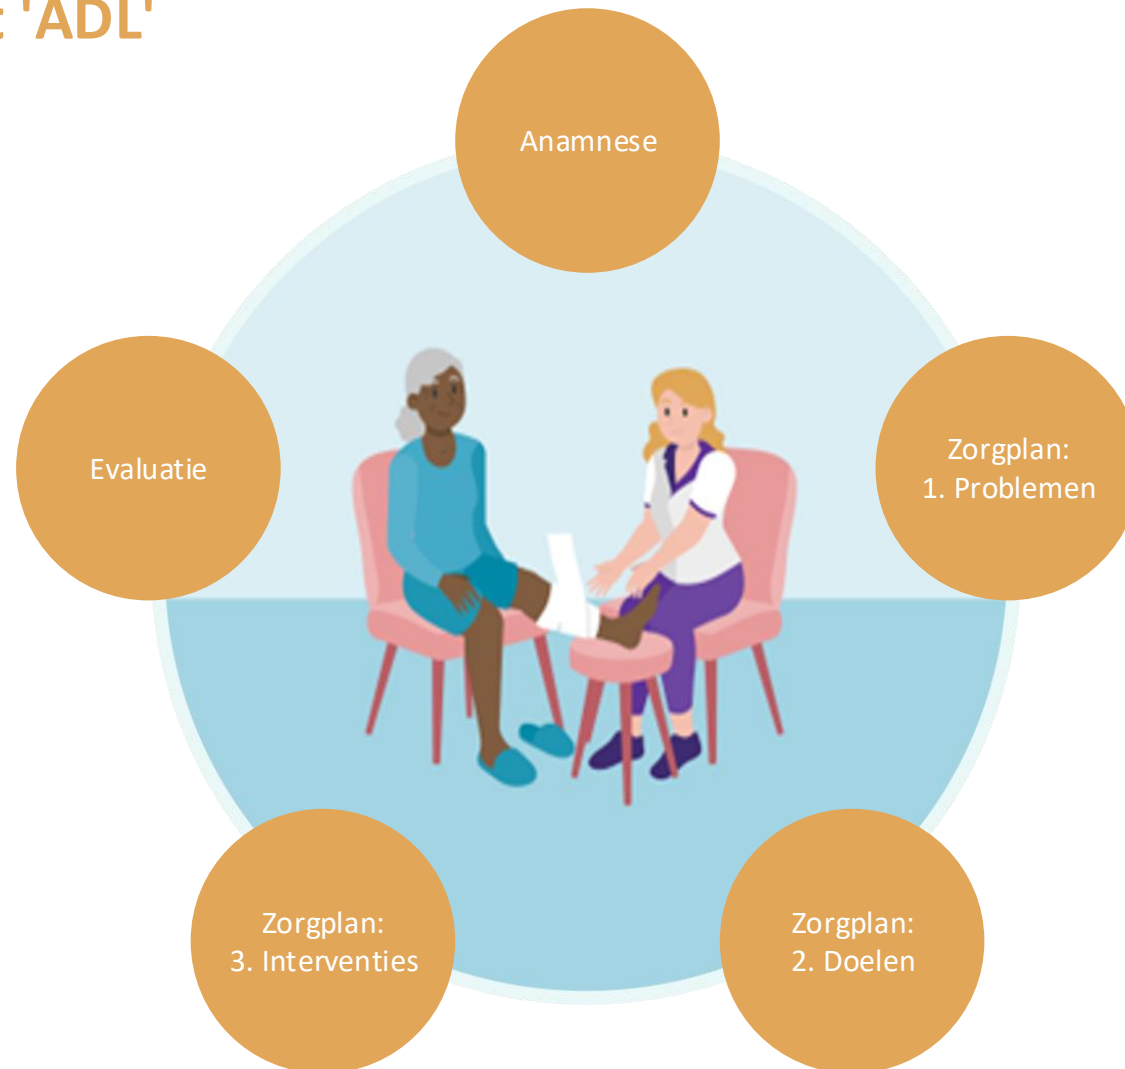 'ADL'
Anamnese
Zorgplan:
1. Problemen
Zorgplan:
2. Doelen
Zorgplan:
3. Interventies
Evaluatie